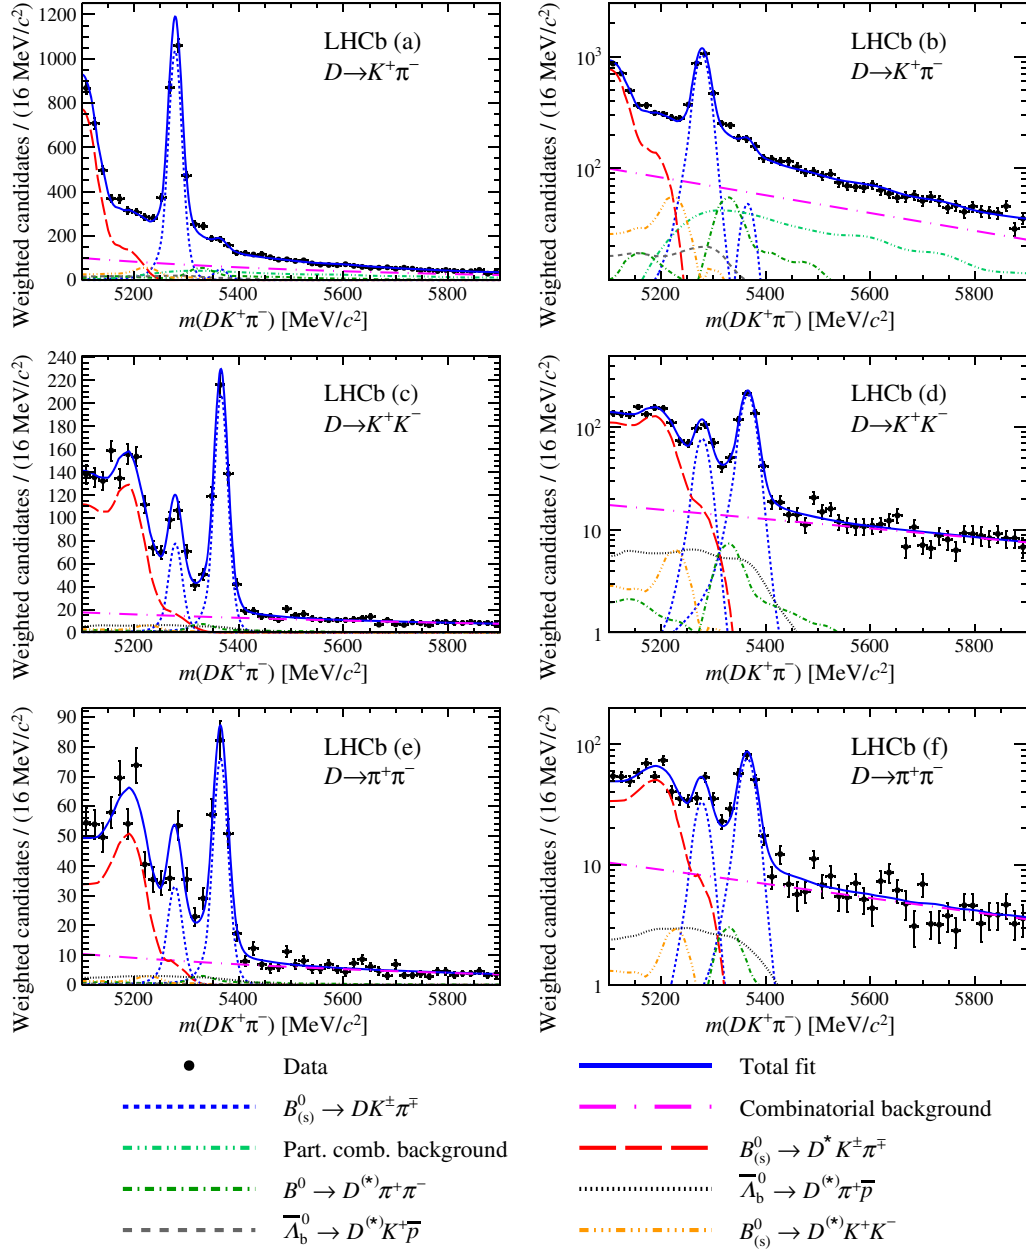 Weighted candidates / (16 MeV/c²)
1200
1000
800
600
400
200
0
LHCb (a)
D→K⁺π⁻
5200 5400 5600 5800
m(DK⁺π⁻) [MeV/c²]
Weighted candidates / (16 MeV/c²)
10³
10²
LHCb (b)
D→K⁺π⁻
5200 5400 5600 5800
m(DK⁺π⁻) [MeV/c²]
Weighted candidates / (16 MeV/c²)
240
220
200
180
160
140
120
100
80
60
40
20
0
LHCb (c)
D→K⁺K⁻
5200 5400 5600 5800
m(DK⁺π⁻) [MeV/c²]
Weighted candidates / (16 MeV/c²)
10²
10
1
LHCb (d)
D→K⁺K⁻
5200 5400 5600 5800
m(DK⁺π⁻) [MeV/c²]
Weighted candidates / (16 MeV/c²)
90
80
70
60
50
40
30
20
10
0
LHCb (e)
D→π⁺π⁻
5200 5400 5600 5800
m(DK⁺π⁻) [MeV/c²]
Weighted candidates / (16 MeV/c²)
10²
10
1
LHCb (f)
D→π⁺π⁻
5200 5400 5600 5800
m(DK⁺π⁻) [MeV/c²]
Data
Total fit
B⁰₍ₛ₎ → DK±π∓
Combinatorial background
Part. comb. background
B⁰₍ₛ₎ → D*K±π∓
B⁰ → D⁽*⁾π⁺π⁻
Λ̅⁰b → D⁽*⁾π⁺p̅
Λ̅⁰b → D⁽*⁾K⁺p̅
B⁰₍ₛ₎ → D⁽*⁾K⁺K⁻